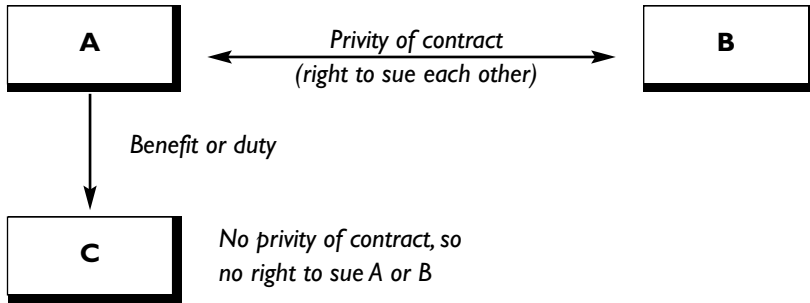 A
Privity of contract
B
(right to sue each other)
Benefit or duty
C
No privity of contract, so
no right to sue A or B